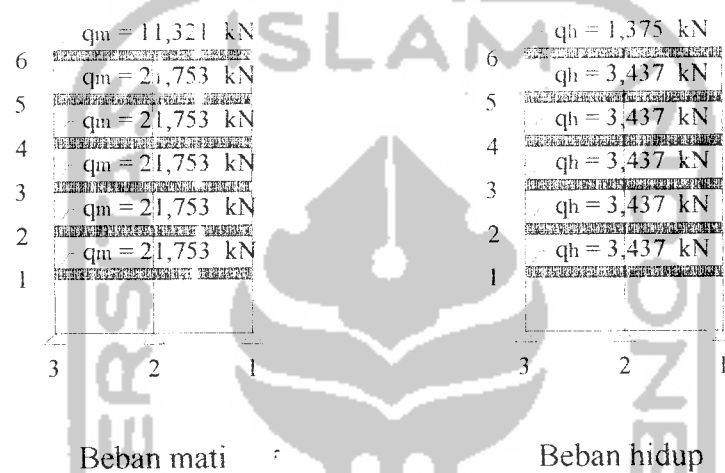 qm = 11,321 kN
6
qm = 21,753 kN
5
qm = 21,753 kN
4
qm = 21,753 kN
3
qm = 21,753 kN
2
qm = 21,753 kN
1
3 2 1
Beban mati
qh = 1,375 kN
6
qh = 3,437 kN
5
qh = 3,437 kN
4
qh = 3,437 kN
3
qh = 3,437 kN
2
qh = 3,437 kN
1
3 2 1
Beban hidup
ISLAM
ERSITAS